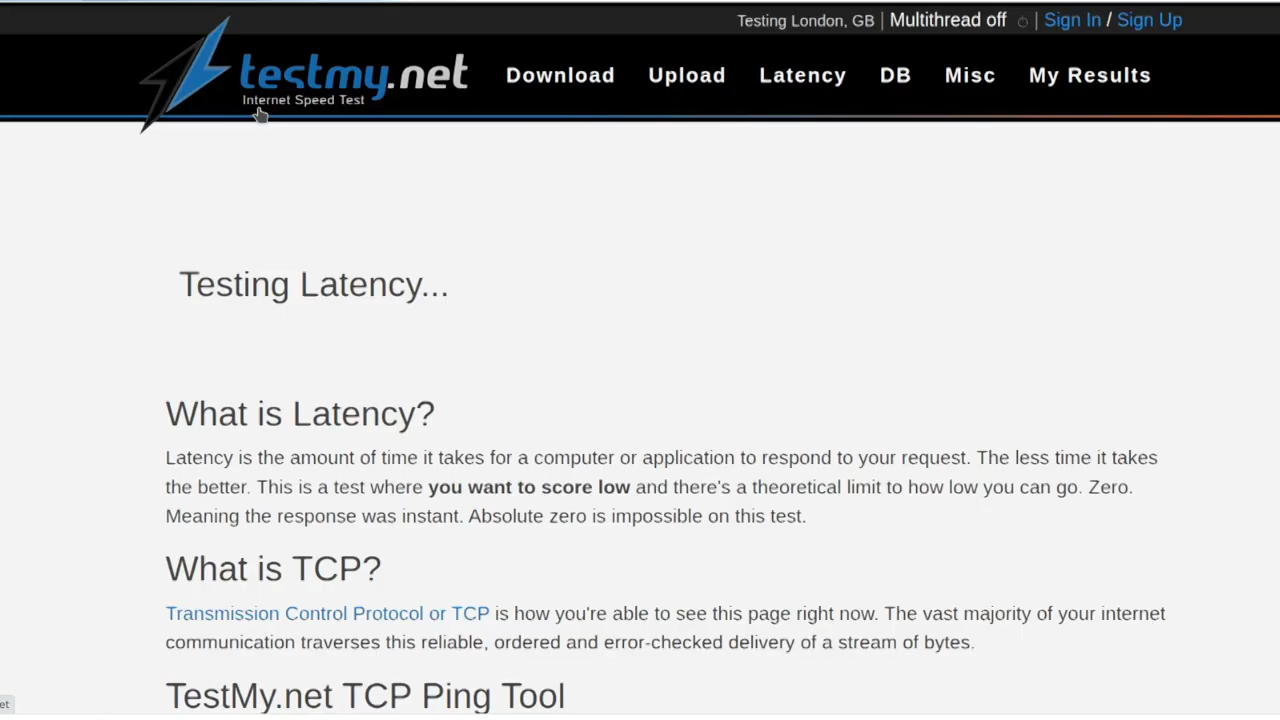 Testing London, GB | Multithread off | Sign In / Sign Up
testmy.net
Internet Speed Test
Download Upload Latency DB Misc My Results
Testing Latency...
What is Latency?
Latency is the amount of time it takes for a computer or application to respond to your request. The less time it takes
the better. This is a test where you want to score low and there's a theoretical limit to how low you can go. Zero.
Meaning the response was instant. Absolute zero is impossible on this test.
What is TCP?
Transmission Control Protocol or TCP is how you're able to see this page right now. The vast majority of your internet
communication traverses this reliable, ordered and error-checked delivery of a stream of bytes.
TestMy.net TCP Ping Tool
et